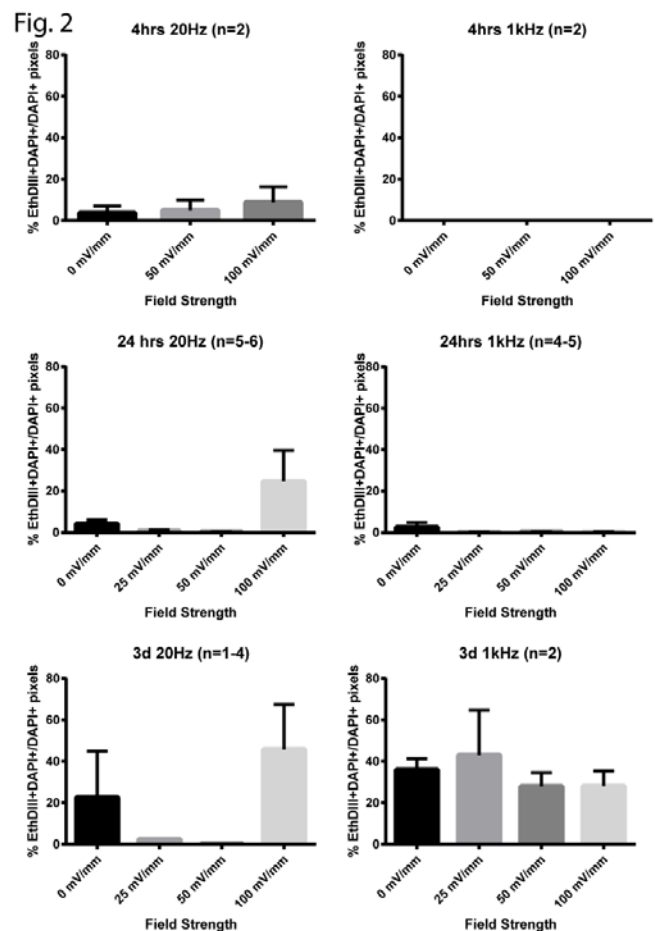 Fig. 2
4hrs 20Hz (n=2)
% EthDIII+DAPI+/DAPI+ pixels
80
60
40
20
0
0 mV/mm
50 mV/mm
100 mV/mm
Field Strength
4hrs 1kHz (n=2)
% EthDIII+DAPI+/DAPI+ pixels
80
60
40
20
0
0 mV/mm
50 mV/mm
100 mV/mm
Field Strength
24 hrs 20Hz (n=5-6)
% EthDIII+DAPI+/DAPI+ pixels
80
60
40
20
0
0 mV/mm
25 mV/mm
50 mV/mm
100 mV/mm
Field Strength
24hrs 1kHz (n=4-5)
% EthDIII+DAPI+/DAPI+ pixels
80
60
40
20
0
0 mV/mm
25 mV/mm
50 mV/mm
100 mV/mm
Field Strength
3d 20Hz (n=1-4)
% EthDIII+DAPI+/DAPI+ pixels
80
60
40
20
0
0 mV/mm
25 mV/mm
50 mV/mm
100 mV/mm
Field Strength
3d 1kHz (n=2)
% EthDIII+DAPI+/DAPI+ pixels
80
60
40
20
0
0 mV/mm
25 mV/mm
50 mV/mm
100 mV/mm
Field Strength